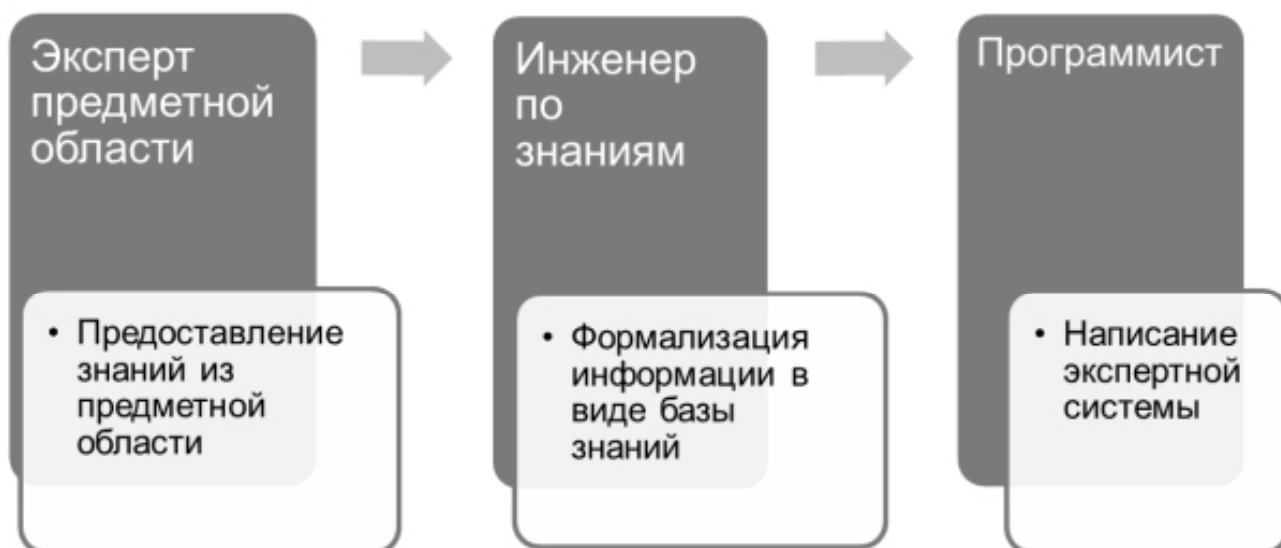 Эксперт
предметной
области
• Предоставление
знаний из
предметной
области
Инженер
по
знаниям
• Формализация
информации в
виде базы
знаний
Программист
• Написание
экспертной
системы